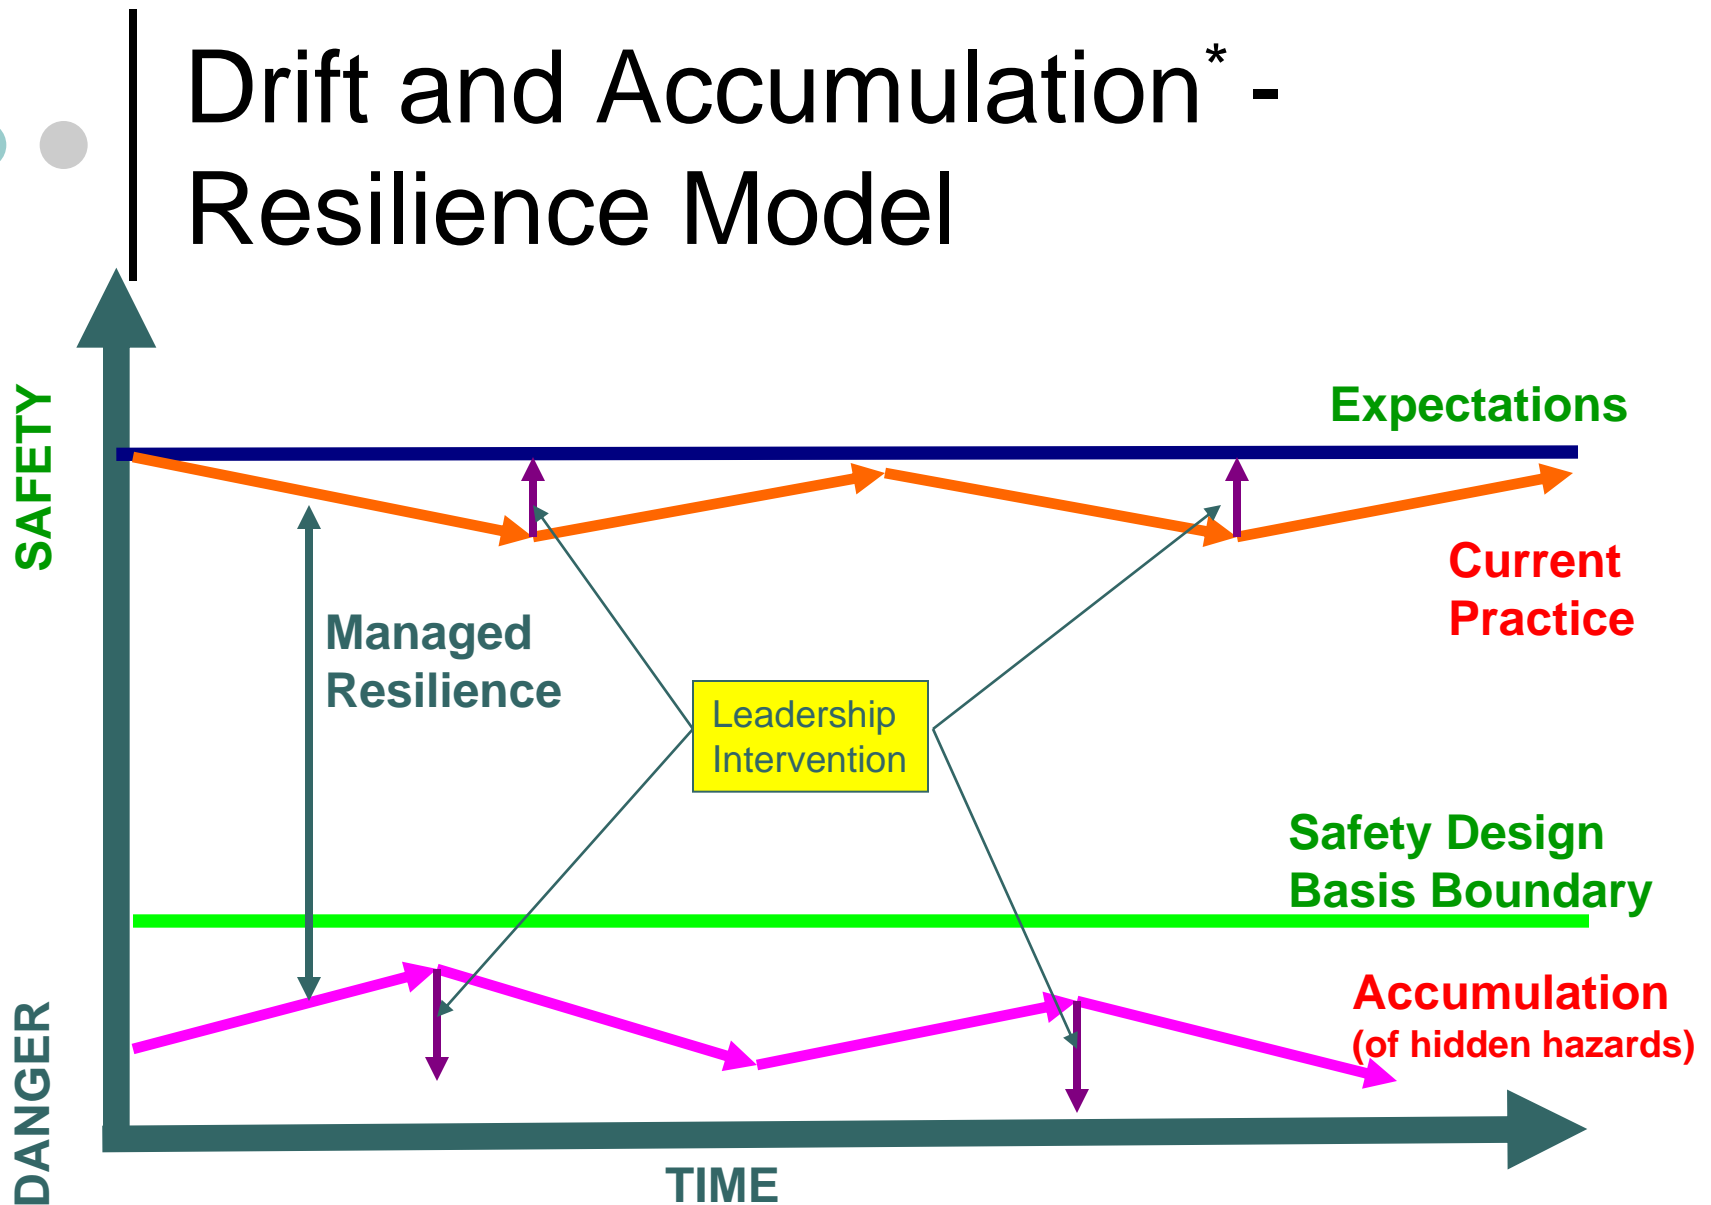 Drift and Accumulation* -
Resilience Model
SAFETY
Expectations
Current
Practice
Managed
Resilience
Leadership
Intervention
Safety Design
Basis Boundary
Accumulation
(of hidden hazards)
DANGER
TIME